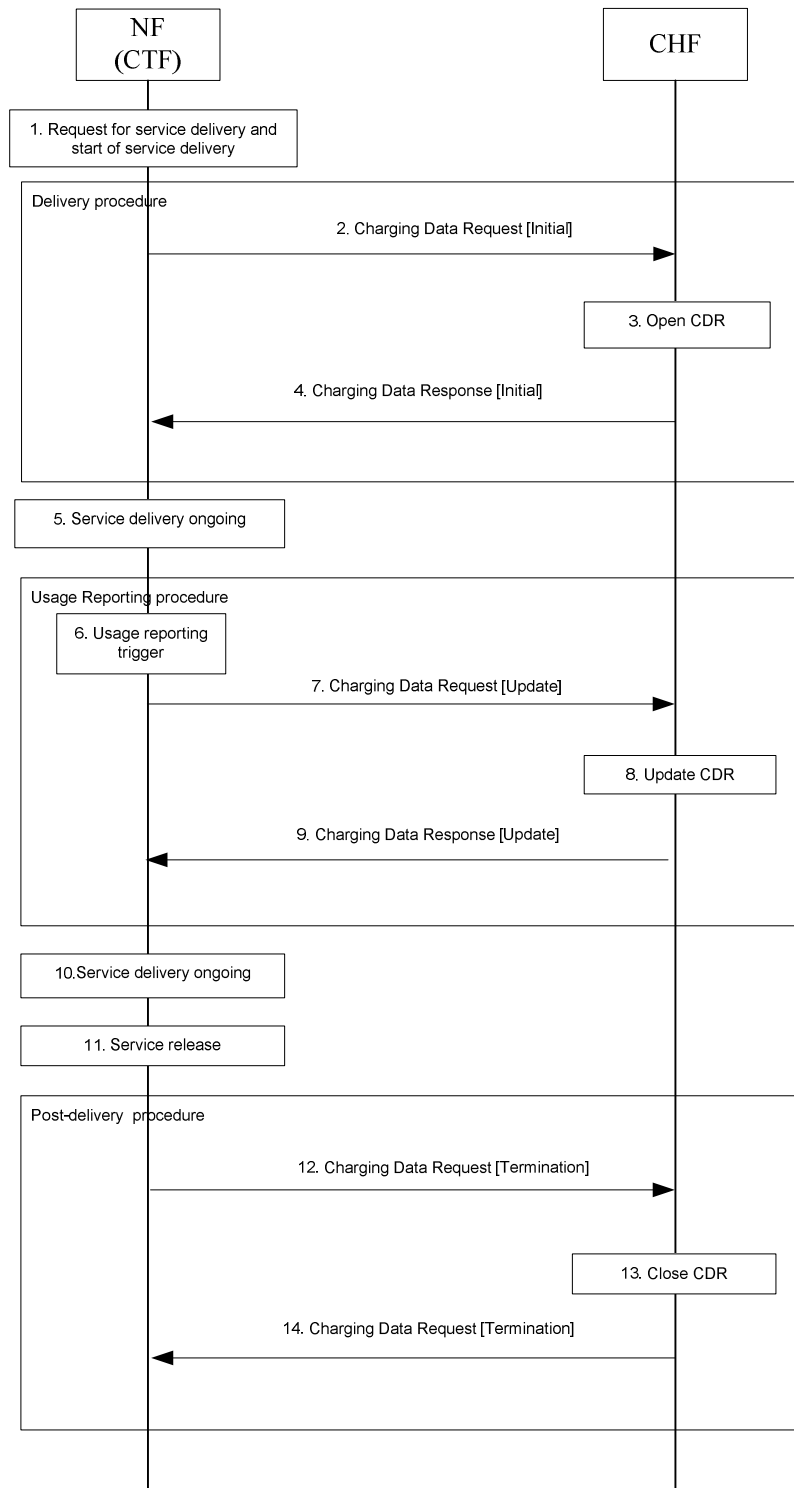 NF
(CTF)
CHF
1. Request for service delivery and
start of service delivery
Delivery procedure
2. Charging Data Request [Initial]
3. Open CDR
4. Charging Data Response [Initial]
5. Service delivery ongoing
Usage Reporting procedure
6. Usage reporting
trigger
7. Charging Data Request [Update]
8. Update CDR
9. Charging Data Response [Update]
10.Service delivery ongoing
11. Service release
Post-delivery procedure
12. Charging Data Request [Termination]
13. Close CDR
14. Charging Data Request [Termination]